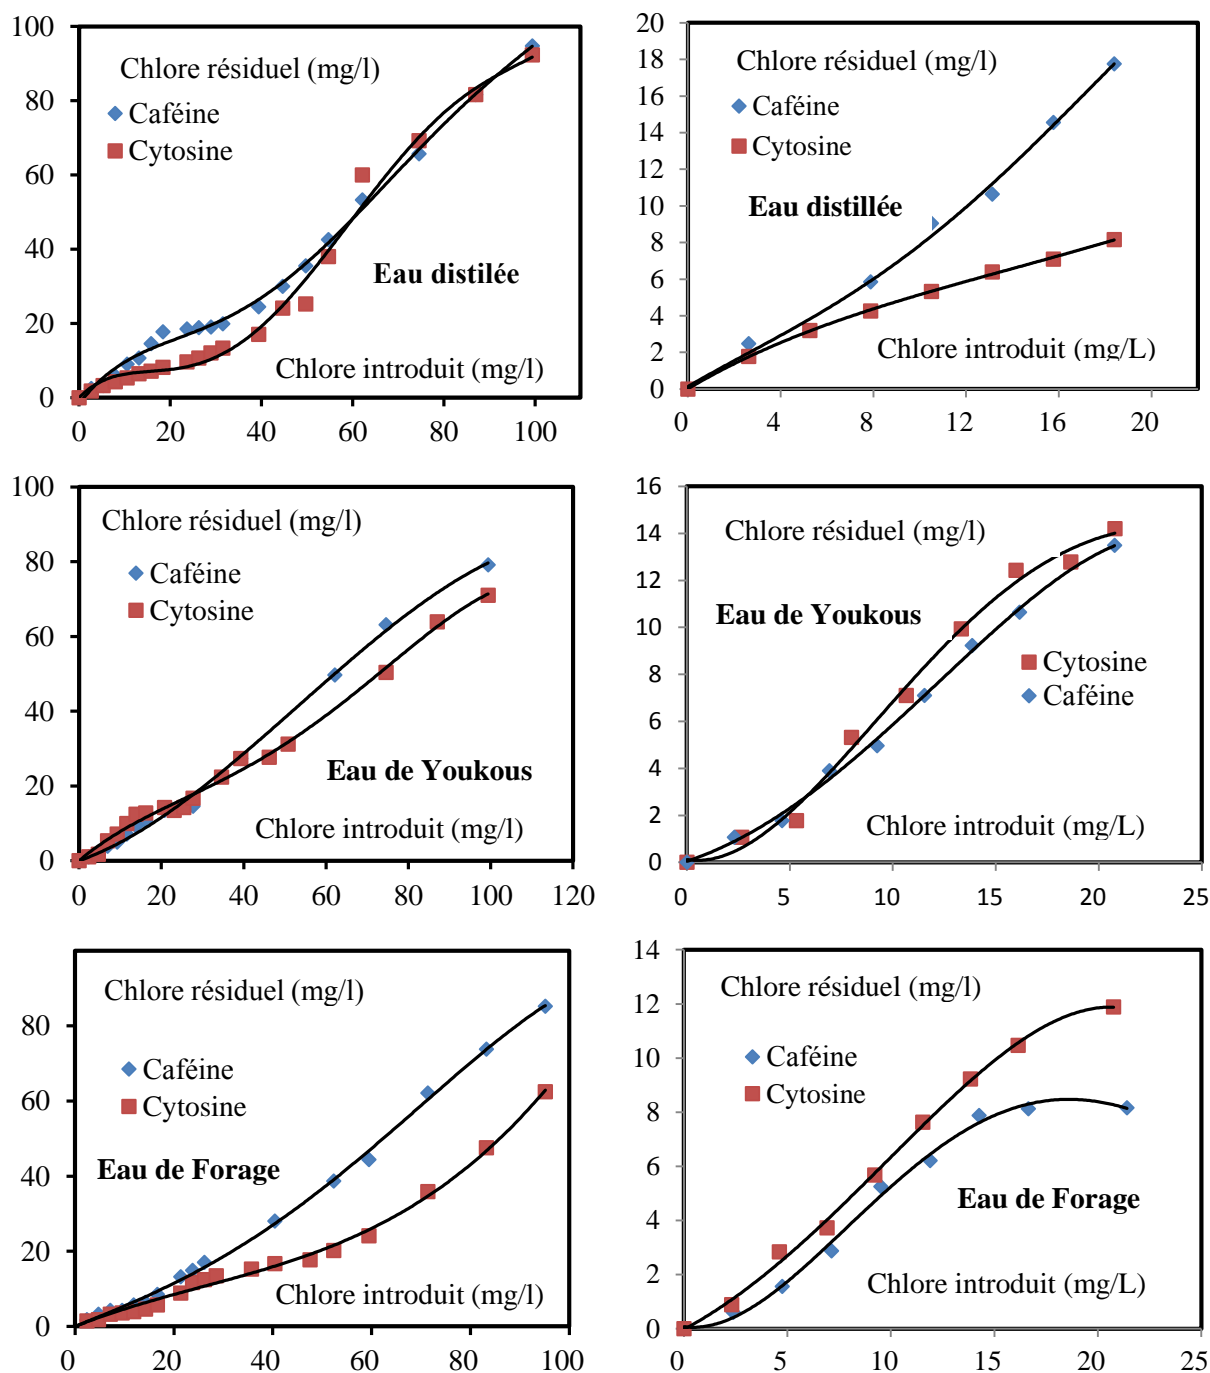 100
80
60
40
20
0
Chlore résiduel (mg/l)
Caféine
Cytosine
Eau distilée
Chlore introduit (mg/l)
0 20 40 60 80 100
20
18
16
14
12
10
8
6
4
2
0
Chlore résiduel (mg/l)
Caféine
Cytosine
Eau distillée
Chlore introduit (mg/L)
0 4 8 12 16 20
100
80
60
40
20
0
Chlore résiduel (mg/l)
Caféine
Cytosine
Eau de Youkous
Chlore introduit (mg/l)
0 20 40 60 80 100 120
16
14
12
10
8
6
4
2
0
Chlore résiduel (mg/l)
Eau de Youkous
Cytosine
Caféine
Chlore introduit (mg/L)
0 5 10 15 20 25
80
60
40
20
0
Chlore résiduel (mg/l)
Caféine
Cytosine
Eau de Forage
Chlore introduit (mg/l)
0 20 40 60 80 100
14
12
10
8
6
4
2
0
Chlore résiduel (mg/l)
Caféine
Cytosine
Eau de Forage
Chlore introduit (mg/L)
0 5 10 15 20 25